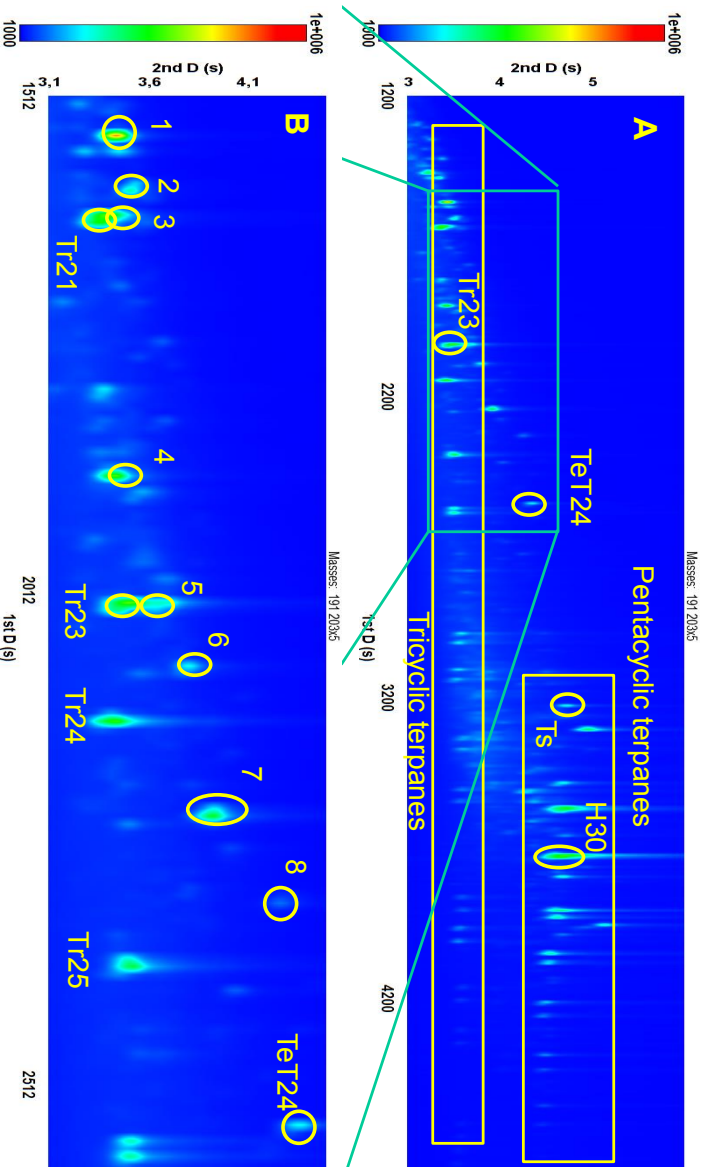 1e+006
1000
Masses: 191 203x5
A
Pentacyclic terpanes
TeT24
Ts
H30
Tr23
Tricyclic terpanes
2nd D (s)
5
4
3
1200
2200
3200
4200
1st D (s)
1e+006
1000
Masses: 191 203x5
B
TeT24
8
7
6
5
4
3
2
1
Tr21
Tr23
Tr24
Tr25
2nd D (s)
4,1
3,6
3,1
1512
2012
2512
1st D (s)